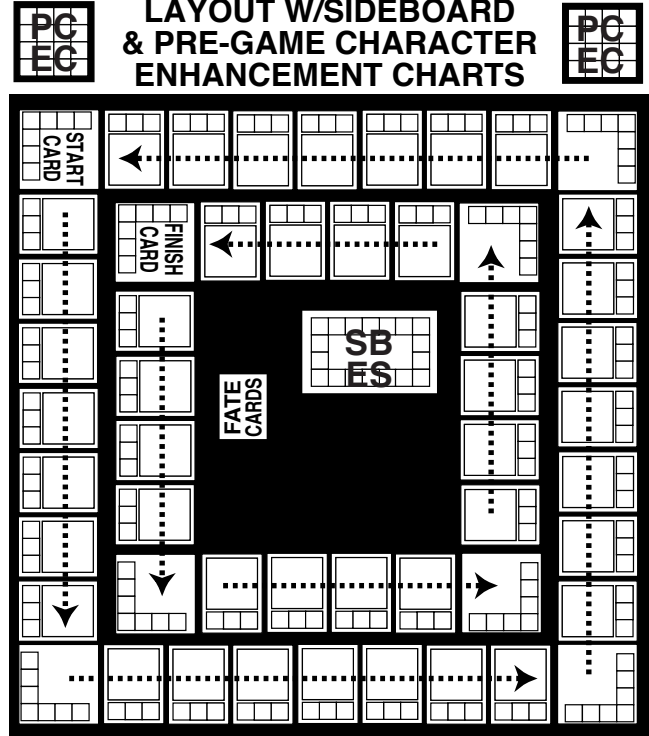 LAYOUT W/SIDEBOARD
& PRE-GAME CHARACTER
ENHANCEMENT CHARTS
PC
EC
PC
EC
START
CARD
FINISH
CARD
SB
ES
FATE
CARDS